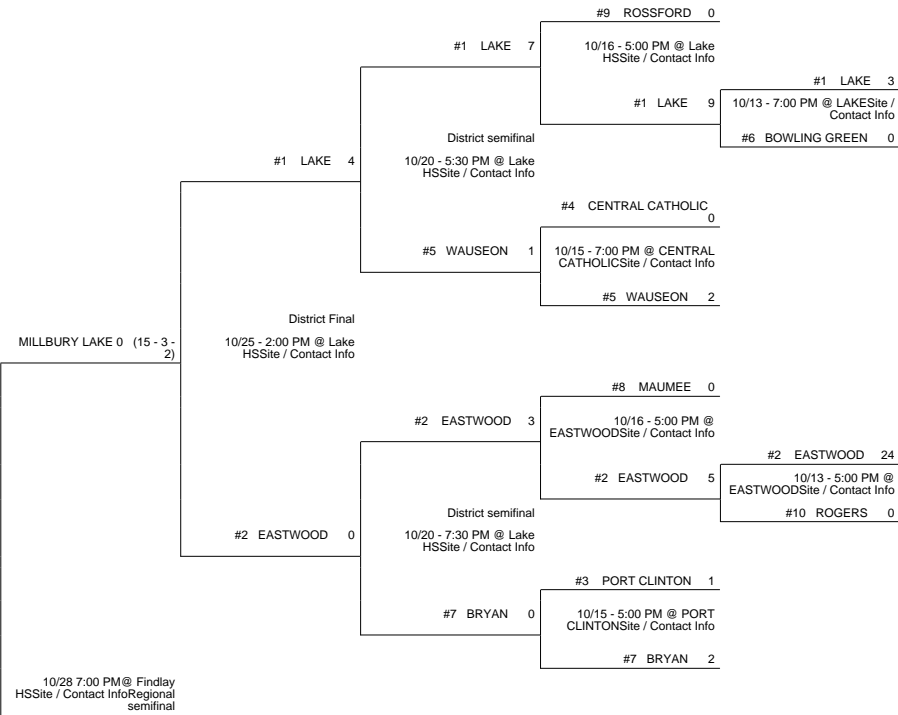 #9 ROSSFORD 0
#1 LAKE 7
10/16 - 5:00 PM @ Lake
HSSite / Contact Info
#1 LAKE 3
#1 LAKE 9
10/13 - 7:00 PM @ LAKESite /
Contact Info
#6 BOWLING GREEN 0
District semifinal
#1 LAKE 4
10/20 - 5:30 PM @ Lake
HSSite / Contact Info
#4 CENTRAL CATHOLIC
0
#5 WAUSEON 1
10/15 - 7:00 PM @ CENTRAL
CATHOLICSite / Contact Info
#5 WAUSEON 2
District Final
MILLBURY LAKE 0 (15 - 3 -
2)
10/25 - 2:00 PM @ Lake
HSSite / Contact Info
#8 MAUMEE 0
#2 EASTWOOD 3
10/16 - 5:00 PM @
EASTWOODSite / Contact Info
#2 EASTWOOD 24
#2 EASTWOOD 5
10/13 - 5:00 PM @
EASTWOODSite / Contact Info
#10 ROGERS 0
District semifinal
#2 EASTWOOD 0
10/20 - 7:30 PM @ Lake
HSSite / Contact Info
#3 PORT CLINTON 1
#7 BRYAN 0
10/15 - 5:00 PM @ PORT
CLINTONSite / Contact Info
#7 BRYAN 2
10/28 7:00 PM@ Findlay
HSSite / Contact InfoRegional
semifinal